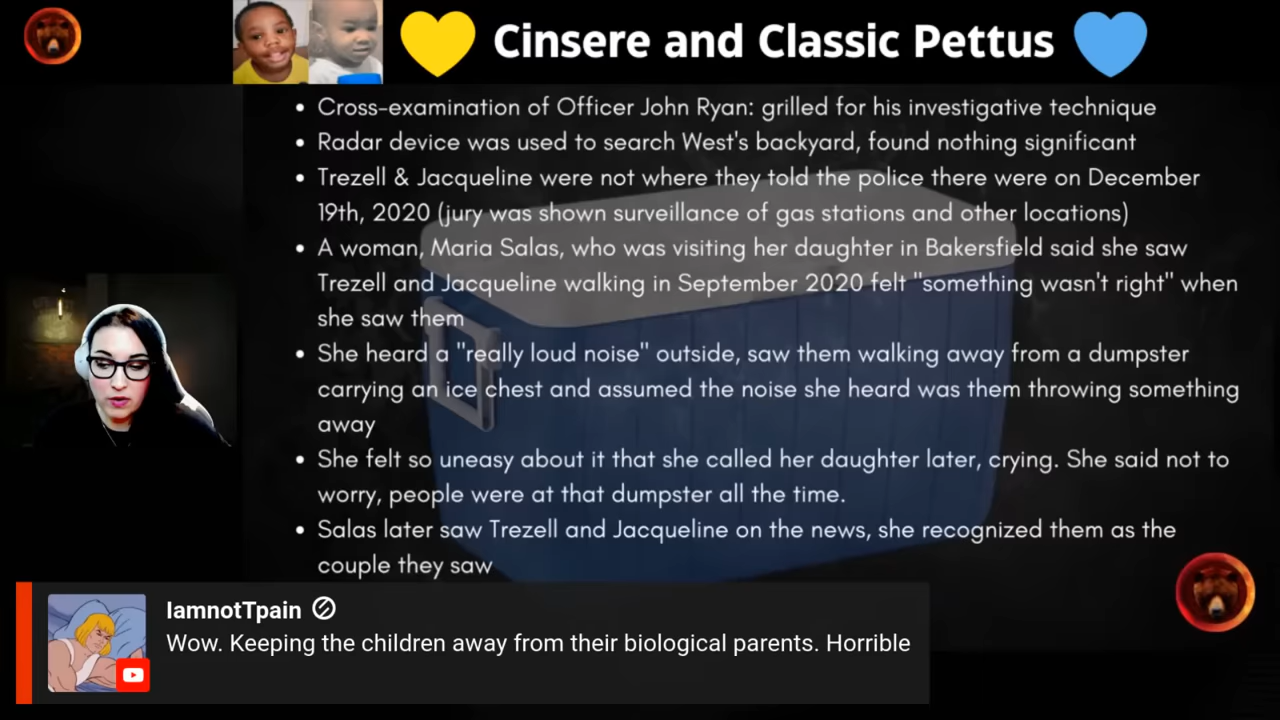 Cinsere and Classic Pettus
• Cross-examination of Officer John Ryan: grilled for his investigative technique
• Radar device was used to search West's backyard, found nothing significant
• Trezell & Jacqueline were not where they told the police there were on December
19th, 2020 (jury was shown surveillance of gas stations and other locations)
• A woman, Maria Salas, who was visiting her daughter in Bakersfield said she saw
Trezell and Jacqueline walking in September 2020 felt "something wasn't right" when
she saw them
• She heard a "really loud noise" outside, saw them walking away from a dumpster
carrying an ice chest and assumed the noise she heard was them throwing something
away
• She felt so uneasy about it that she called her daughter later, crying. She said not to
worry, people were at that dumpster all the time.
• Salas later saw Trezell and Jacqueline on the news, she recognized them as the
couple they saw
IamnotTpain
Wow. Keeping the children away from their biological parents. Horrible